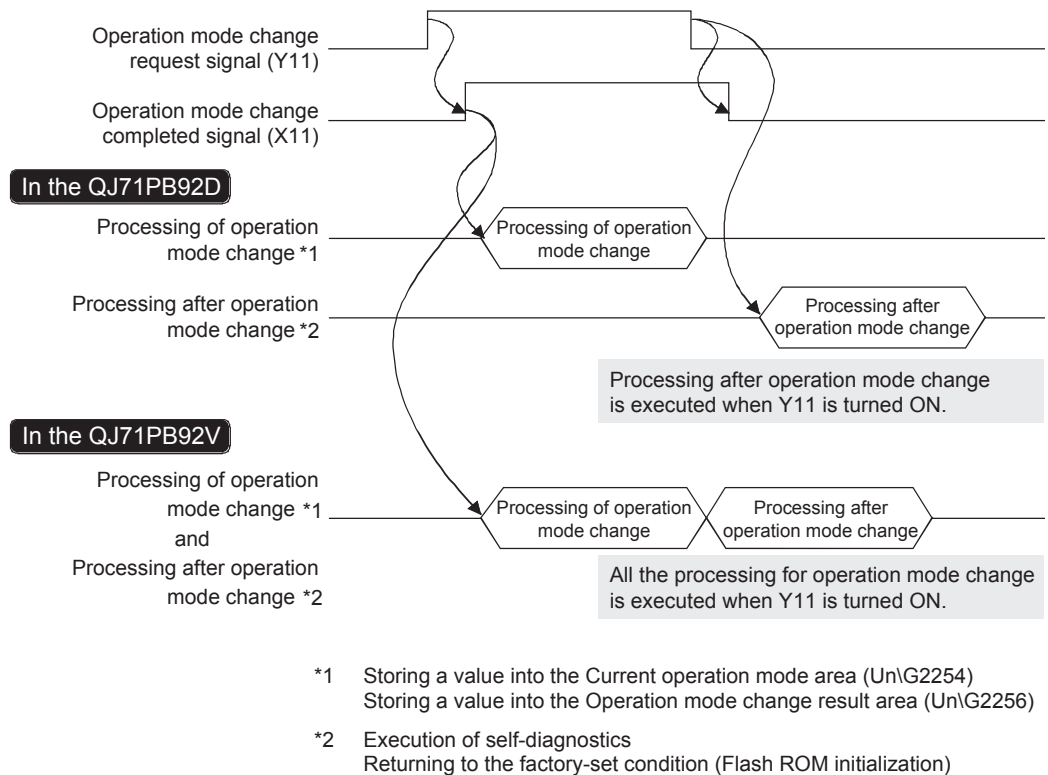 Operation mode change
request signal (Y11)
Operation mode change
completed signal (X11)
In the QJ71PB92D
Processing of operation
mode change *1
Processing of operation
mode change
Processing after operation
mode change *2
Processing after
operation mode change
Processing after operation mode change
is executed when Y11 is turned ON.
In the QJ71PB92V
Processing of operation
mode change *1
and
Processing after operation
mode change *2
Processing of operation
mode change
Processing after
operation mode change
All the processing for operation mode change
is executed when Y11 is turned ON.
*1 Storing a value into the Current operation mode area (Un\G2254)
Storing a value into the Operation mode change result area (Un\G2256)
*2 Execution of self-diagnostics
Returning to the factory-set condition (Flash ROM initialization)